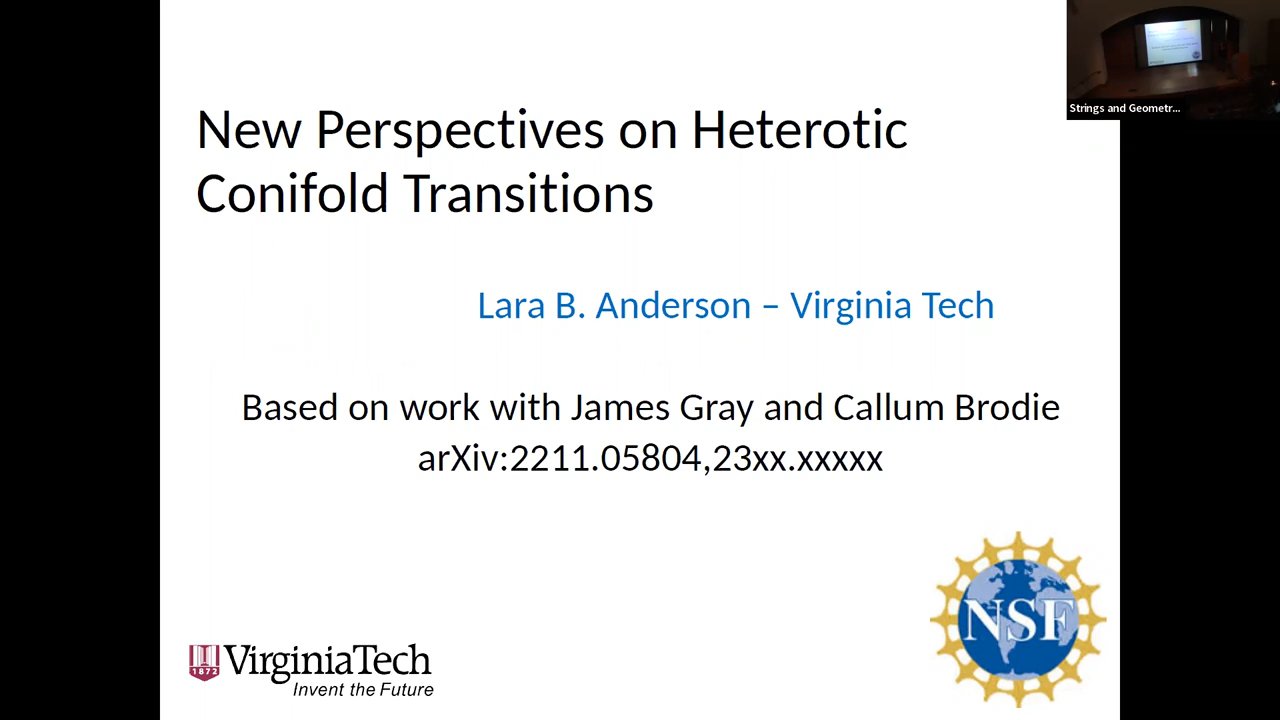 Strings and Geometr...
New Perspectives on Heterotic
Conifold Transitions
Lara B. Anderson – Virginia Tech
Based on work with James Gray and Callum Brodie
arXiv:2211.05804,23xx.xxxxx
NSF
1872
VirginiaTech
Invent the Future